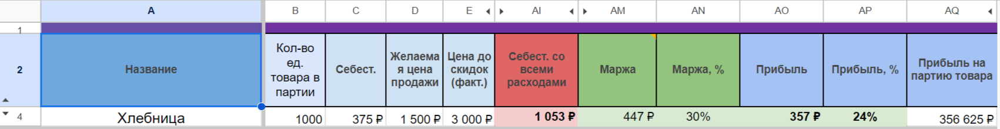 A B C D E AI AM AN AO AP AQ
1
2 Название Кол-во ед. товара в партии Себест. Желаемая цена продажи Цена до скидок (факт.) Себест. со всеми расходами Маржа Маржа, % Прибыль Прибыль, % Прибыль на партию товара
4 Хлебница 1000 375 ₽ 1 500 ₽ 3 000 ₽ 1 053 ₽ 447 ₽ 30% 357 ₽ 24% 356 625 ₽